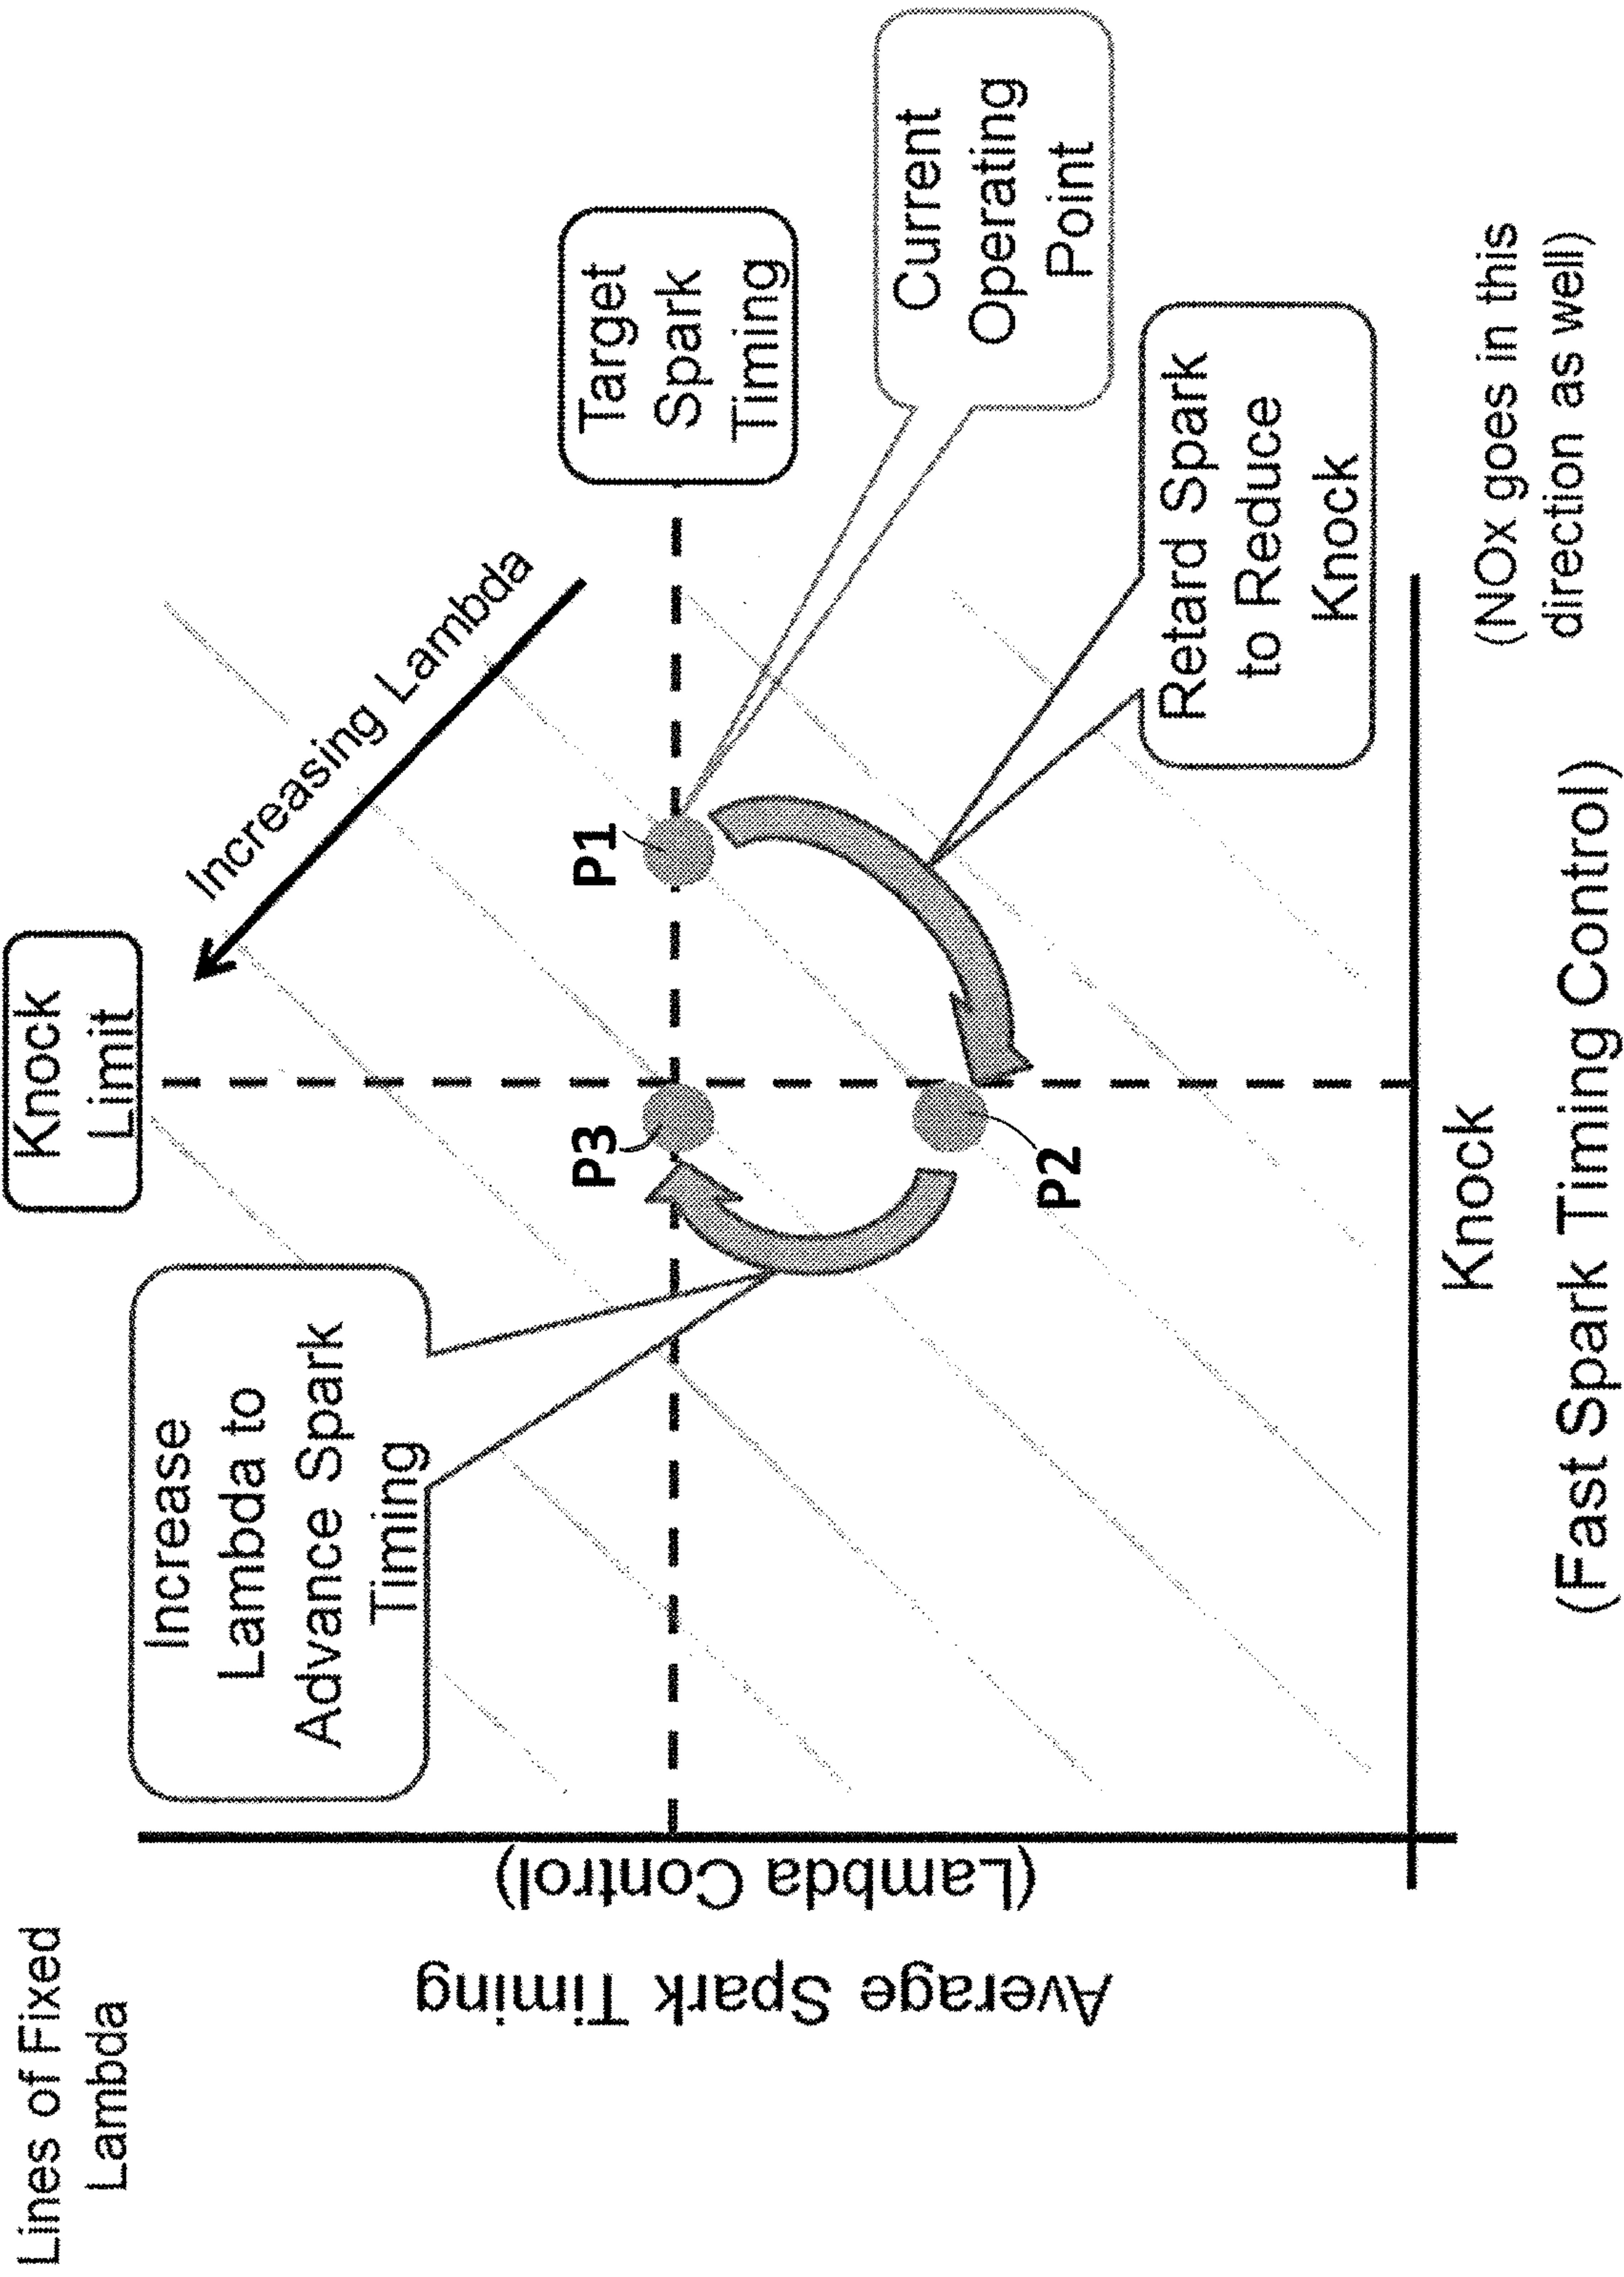 Lines of Fixed
Lambda
Knock
Limit
Increasing Lambda
Increase
Lambda to
Advance Spark
Timing
Target
Spark
Timing
P3
P1
Current
Operating
Point
P2
Retard Spark
to Reduce
Knock
Average Spark Timing
(Lambda Control)
Knock
(Fast Spark Timing Control)
(NOx goes in this
direction as well)